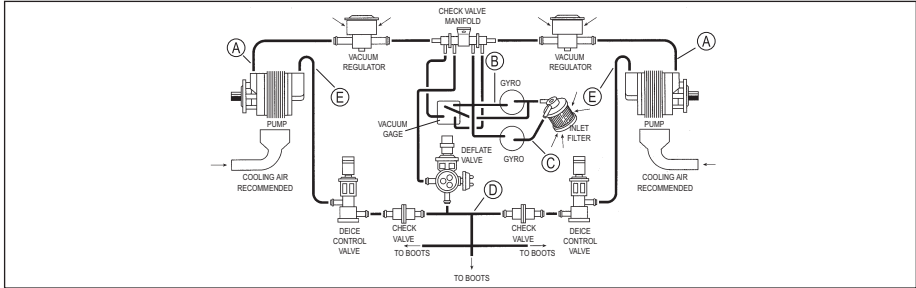 CHECK VALVE
MANIFOLD
A
VACUUM
REGULATOR
VACUUM
REGULATOR
A
B
GYRO
E
E
PUMP
VACUUM
GAGE
INLET
FILTER
PUMP
DEFLATE
VALVE
GYRO
C
COOLING AIR
RECOMMENDED
COOLING AIR
RECOMMENDED
D
DEICE
CONTROL
VALVE
CHECK
VALVE
CHECK
VALVE
DEICE
CONTROL
VALVE
TO BOOTS
TO BOOTS
TO BOOTS